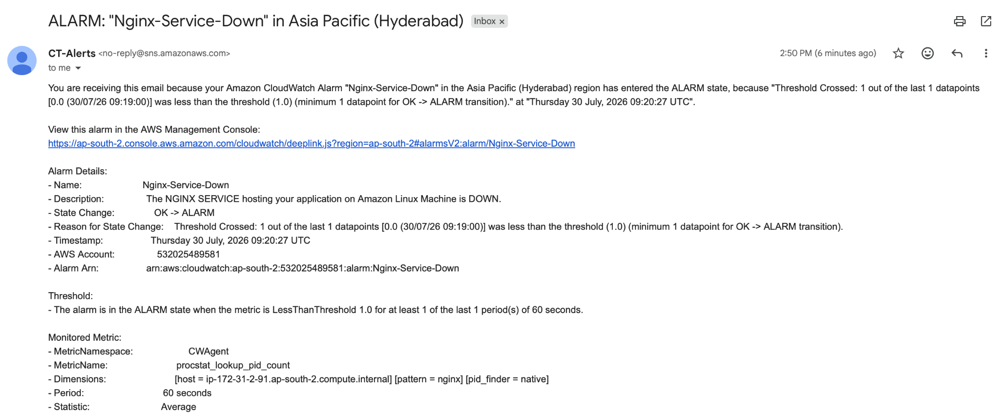 ALARM: "Nginx-Service-Down" in Asia Pacific (Hyderabad) Inbox ×
CT-Alerts <no-reply@sns.amazonaws.com> 2:50 PM (6 minutes ago)
to me
You are receiving this email because your Amazon CloudWatch Alarm "Nginx-Service-Down" in the Asia Pacific (Hyderabad) region has entered the ALARM state, because "Threshold Crossed: 1 out of the last 1 datapoints
[0.0 (30/07/26 09:19:00)] was less than the threshold (1.0) (minimum 1 datapoint for OK -> ALARM transition)." at "Thursday 30 July, 2026 09:20:27 UTC".
View this alarm in the AWS Management Console:
https://ap-south-2.console.aws.amazon.com/cloudwatch/deeplink.js?region=ap-south-2#alarmsV2:alarm/Nginx-Service-Down
Alarm Details:
- Name: Nginx-Service-Down
- Description: The NGINX SERVICE hosting your application on Amazon Linux Machine is DOWN.
- State Change: OK -> ALARM
- Reason for State Change: Threshold Crossed: 1 out of the last 1 datapoints [0.0 (30/07/26 09:19:00)] was less than the threshold (1.0) (minimum 1 datapoint for OK -> ALARM transition).
- Timestamp: Thursday 30 July, 2026 09:20:27 UTC
- AWS Account: 532025489581
- Alarm Arn: arn:aws:cloudwatch:ap-south-2:532025489581:alarm:Nginx-Service-Down
Threshold:
- The alarm is in the ALARM state when the metric is LessThanThreshold 1.0 for at least 1 of the last 1 period(s) of 60 seconds.
Monitored Metric:
- MetricNamespace: CWAgent
- MetricName: procstat_lookup_pid_count
- Dimensions: [host = ip-172-31-2-91.ap-south-2.compute.internal] [pattern = nginx] [pid_finder = native]
- Period: 60 seconds
- Statistic: Average